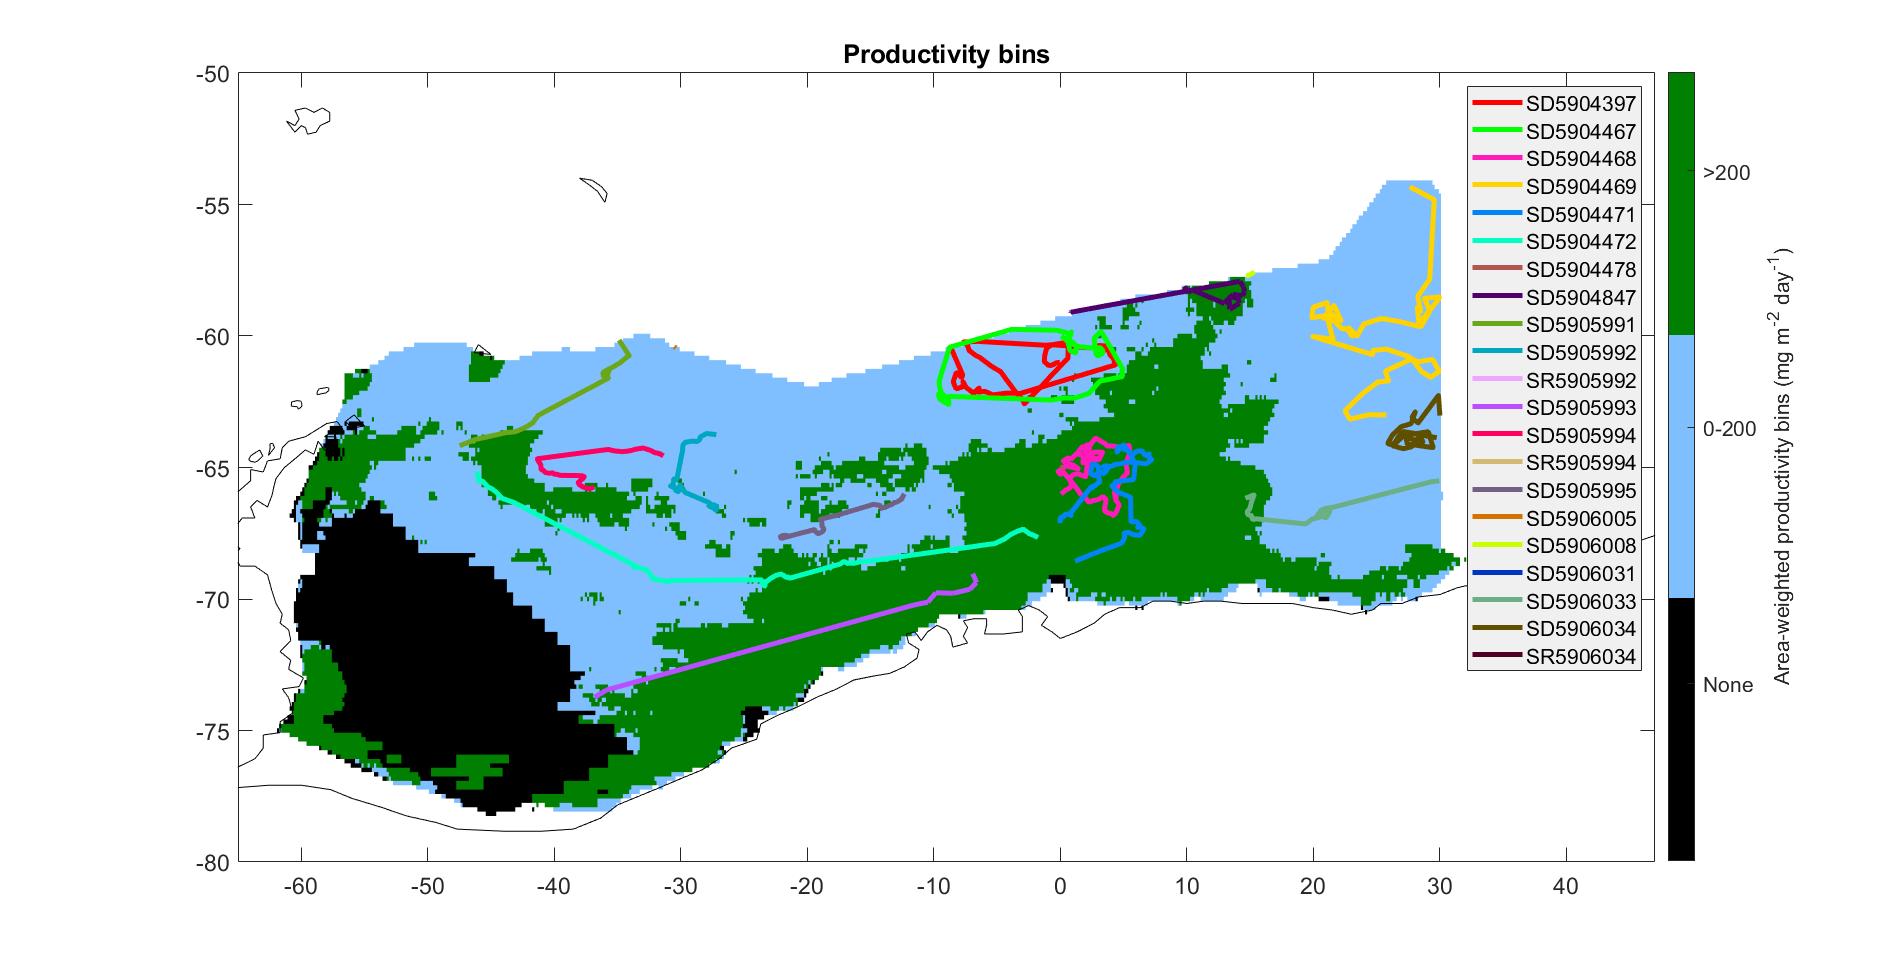 Productivity bins
-50
-55
-60
-65
-70
-75
-80
-60
-50
-40
-30
-20
-10
0
10
20
30
40
SD5904397
SD5904467
SD5904468
SD5904469
SD5904471
SD5904472
SD5904478
SD5904847
SD5905991
SD5905992
SR5905992
SD5905993
SD5905994
SR5905994
SD5905995
SD5906005
SD5906008
SD5906031
SD5906033
SD5906034
SR5906034
>200
0-200
None
Area-weighted productivity bins (mg m⁻² day⁻¹)